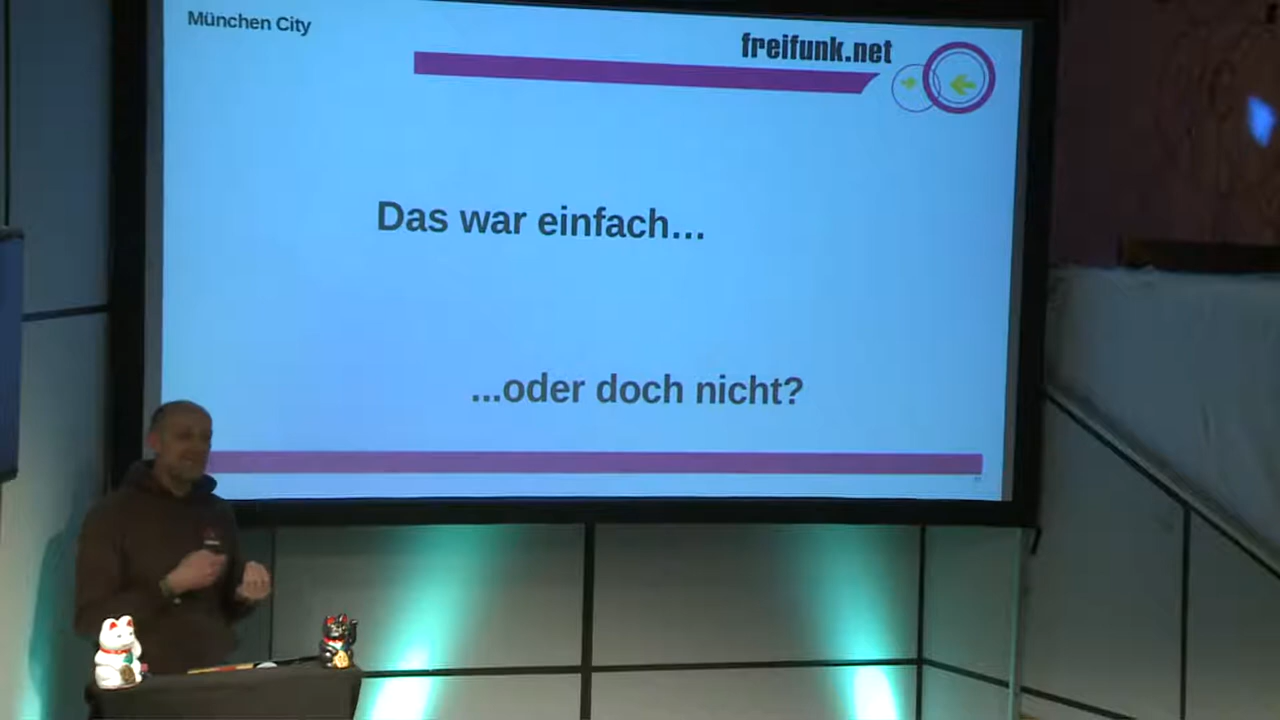 München City
freifunk.net
Das war einfach...
...oder doch nicht?